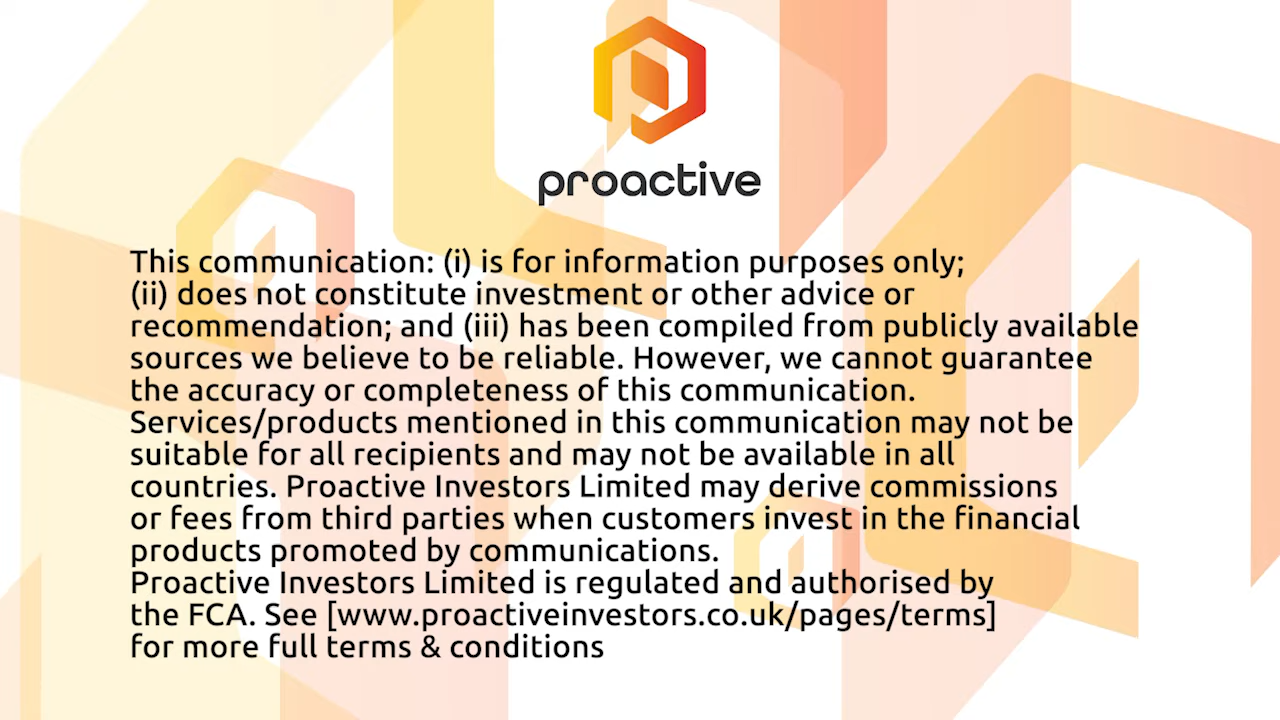 proactive
This communication: (i) is for information purposes only;
(ii) does not constitute investment or other advice or
recommendation; and (iii) has been compiled from publicly available
sources we believe to be reliable. However, we cannot guarantee
the accuracy or completeness of this communication.
Services/products mentioned in this communication may not be
suitable for all recipients and may not be available in all
countries. Proactive Investors Limited may derive commissions
or fees from third parties when customers invest in the financial
products promoted by communications.
Proactive Investors Limited is regulated and authorised by
the FCA. See [www.proactiveinvestors.co.uk/pages/terms]
for more full terms & conditions